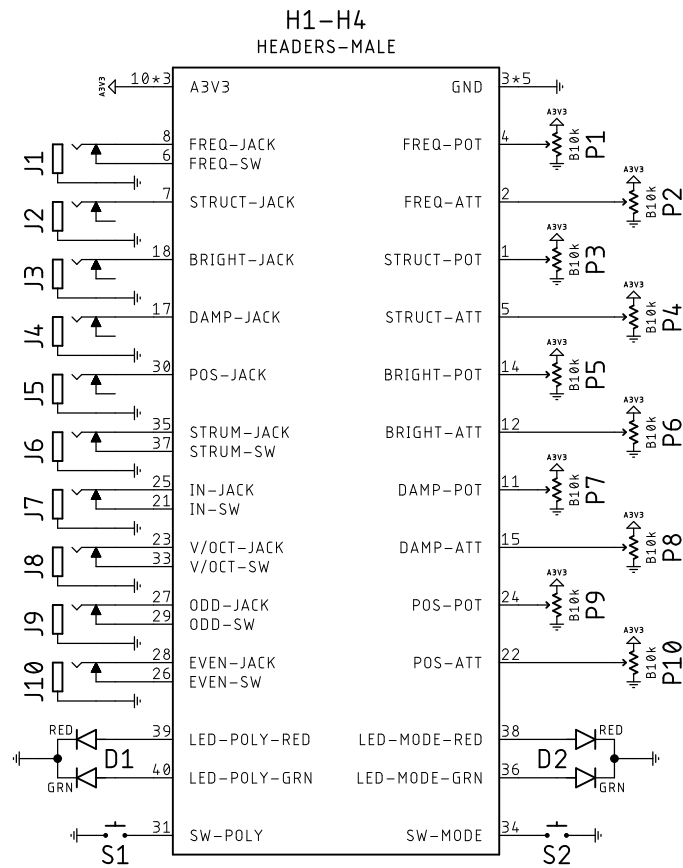 H1-H4
HEADERS-MALE
A3V3 10*3 A3V3 GND 3*5
J1 8 FREQ-JACK FREQ-POT 4 A3V3 B10k P1
6 FREQ-SW
J2 7 STRUCT-JACK FREQ-ATT 2 A3V3 B10k P2
J3 18 BRIGHT-JACK STRUCT-POT 1 A3V3 B10k P3
J4 17 DAMP-JACK STRUCT-ATT 5 A3V3 B10k P4
J5 30 POS-JACK BRIGHT-POT 14 A3V3 B10k P5
J6 35 STRUM-JACK BRIGHT-ATT 12 A3V3 B10k P6
37 STRUM-SW
J7 25 IN-JACK DAMP-POT 11 A3V3 B10k P7
21 IN-SW
J8 23 V/OCT-JACK DAMP-ATT 15 A3V3 B10k P8
33 V/OCT-SW
J9 27 ODD-JACK POS-POT 24 A3V3 B10k P9
29 ODD-SW
J10 28 EVEN-JACK POS-ATT 22 A3V3 B10k P10
26 EVEN-SW
RED 39 LED-POLY-RED LED-MODE-RED 38 RED
D1 D2
GRN 40 LED-POLY-GRN LED-MODE-GRN 36 GRN
31 SW-POLY SW-MODE 34
S1 S2